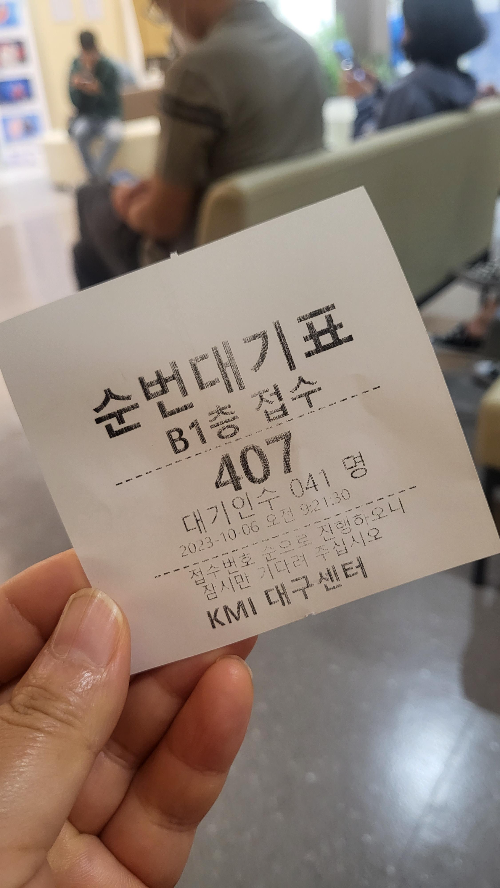 순번대기표
B1층 접수
407
대기인수 041 명
2023-10-06 오전 9:21:30
접수번호 순으로 진행하오니
잠시만 기다려 주십시오
KMI 대구센터